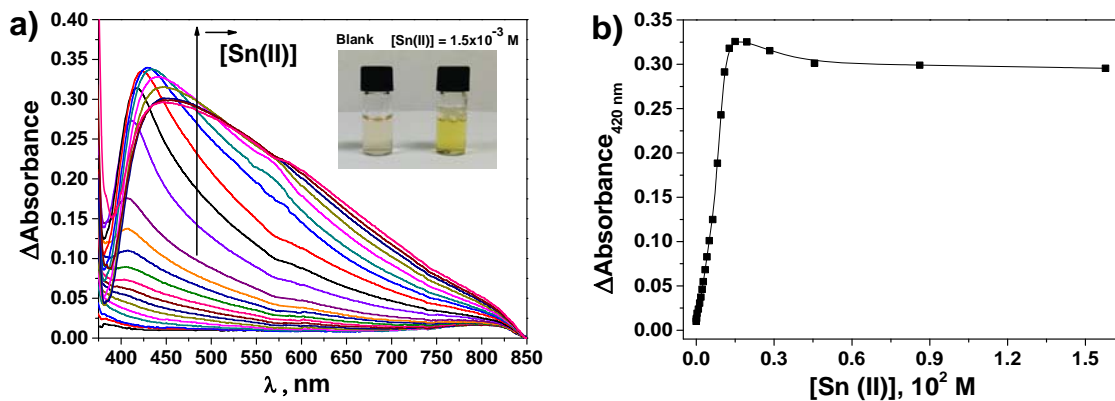 a)
Blank [Sn(II)] = 1.5x10⁻³ M
[Sn(II)]
ΔAbsorbance
0.40
0.35
0.30
0.25
0.20
0.15
0.10
0.05
0.00
400 450 500 550 600 650 700 750 800 850
λ , nm
b)
ΔAbsorbance₄₂₀ nm
0.35
0.30
0.25
0.20
0.15
0.10
0.05
0.00
0.0 0.3 0.6 0.9 1.2 1.5
[Sn (II)], 10² M